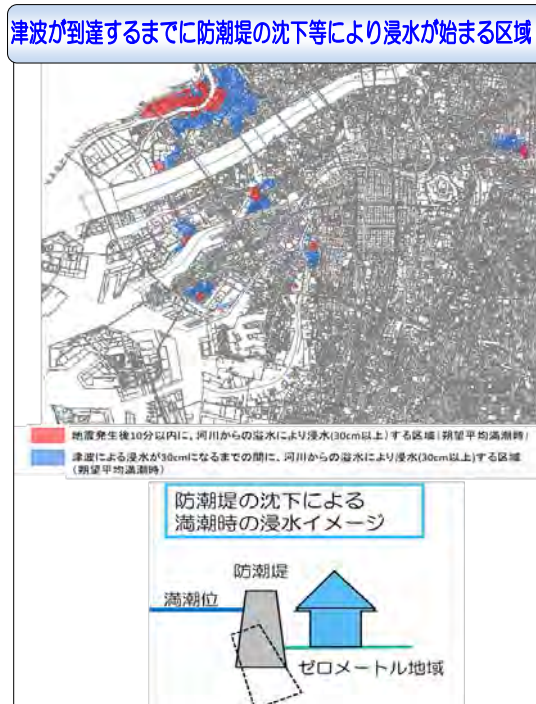 津波が到達するまでに防潮堤の沈下等により浸水が始まる区域
地震発生後10分以内に、河川からの溢水により浸水(30cm以上)する区域(朔望平均満潮時)
津波による浸水が30cmになるまでの間に、河川からの溢水により浸水(30cm以上)する区域
(朔望平均満潮時)
防潮堤の沈下による
満潮時の浸水イメージ
防潮堤
満潮位
ゼロメートル地域